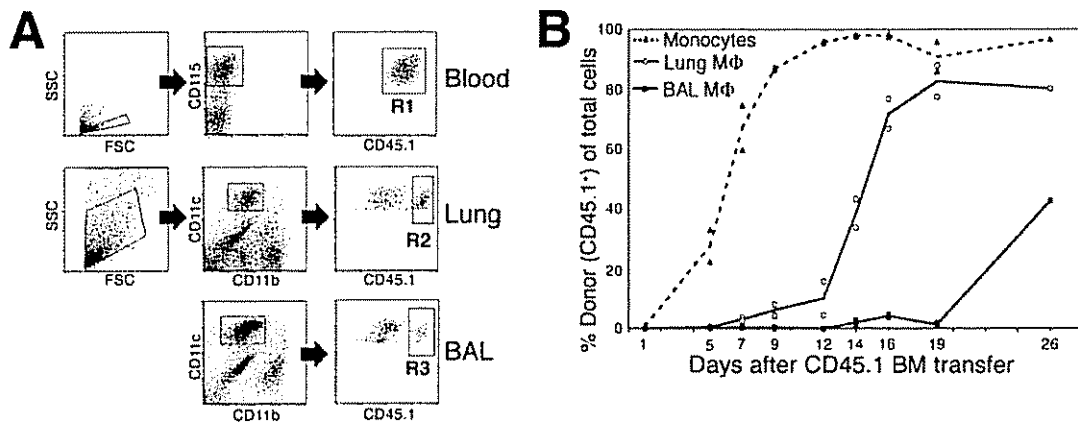 A
SSC
FSC
CD115
CD45.1
R1
Blood
SSC
FSC
CD11c
CD11b
CD45.1
R2
Lung
CD11c
CD11b
CD45.1
R3
BAL
B
% Donor (CD45.1⁺) of total cells
100
80
60
40
20
0
Monocytes
Lung MΦ
BAL MΦ
1 5 7 9 12 14 16 19 26
Days after CD45.1 BM transfer